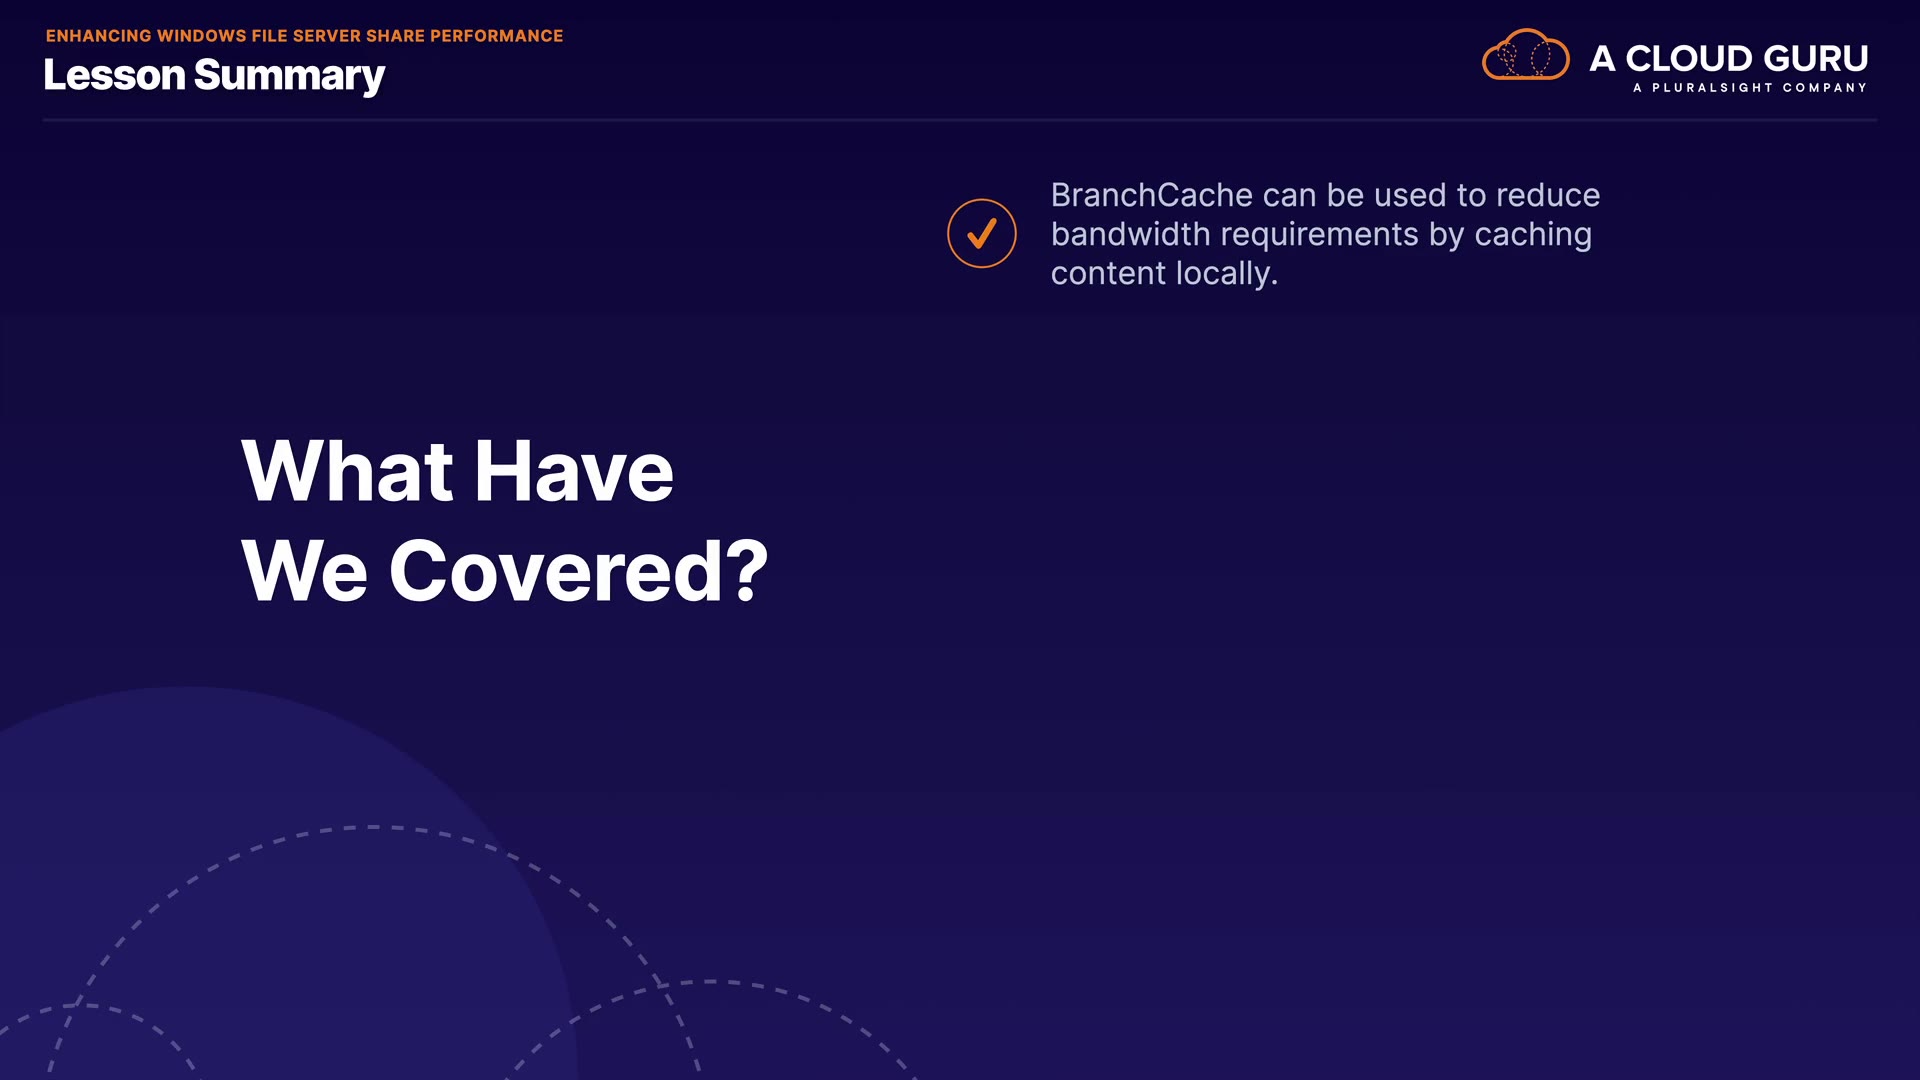 ENHANCING WINDOWS FILE SERVER SHARE PERFORMANCE
Lesson Summary
A CLOUD GURU
A PLURALSIGHT COMPANY
BranchCache can be used to reduce
bandwidth requirements by caching
content locally.
What Have
We Covered?